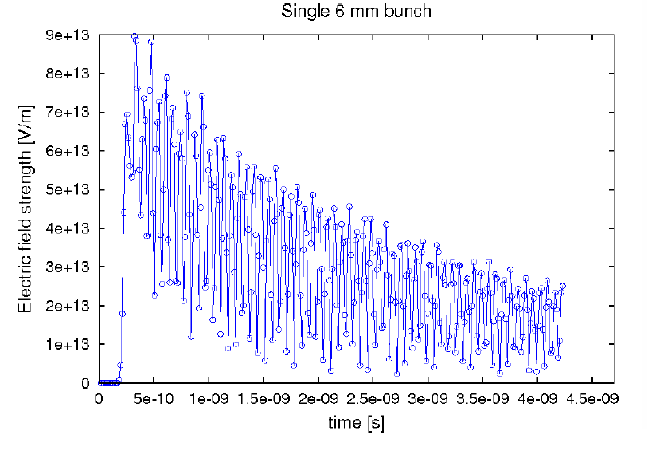 Single 6 mm bunch
Electric field strength [V/m]
9e+13
8e+13
7e+13
6e+13
5e+13
4e+13
3e+13
2e+13
1e+13
0
0 5e-10 1e-09 1.5e-09 2e-09 2.5e-09 3e-09 3.5e-09 4e-09 4.5e-09
time [s]